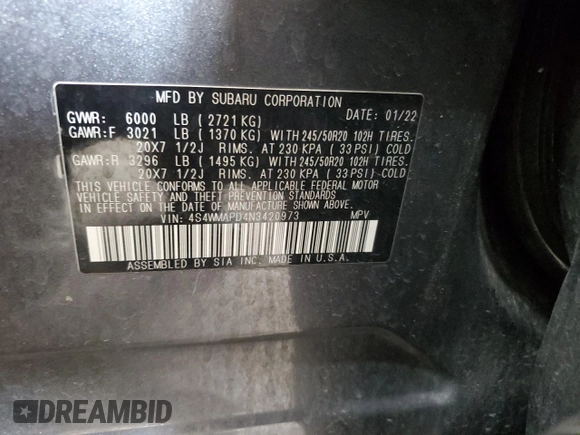 MFD BY SUBARU CORPORATION
GVWR: 6000 LB ( 2721 KG) DATE: 01/22
GAWR:F 3021 LB ( 1370 KG) WITH 245/50R20 102H TIRES.
20X7 1/2J RIMS. AT 230 KPA ( 33 PSI) COLD
GAWR:R 3296 LB ( 1495 KG) WITH 245/50R20 102H TIRES.
20X7 1/2J RIMS. AT 230 KPA ( 33 PSI) COLD
THIS VEHICLE CONFORMS TO ALL APPLICABLE FEDERAL MOTOR
VEHICLE SAFETY AND THEFT PREVENTION STANDARDS
IN EFFECT ON THE DATE OF MANUFACTURE SHOWN ABOVE.
VIN: 4S4WMAPD4N3420973 MPV
ASSEMBLED BY SIA INC. MADE IN U.S.A.
DREAMBID